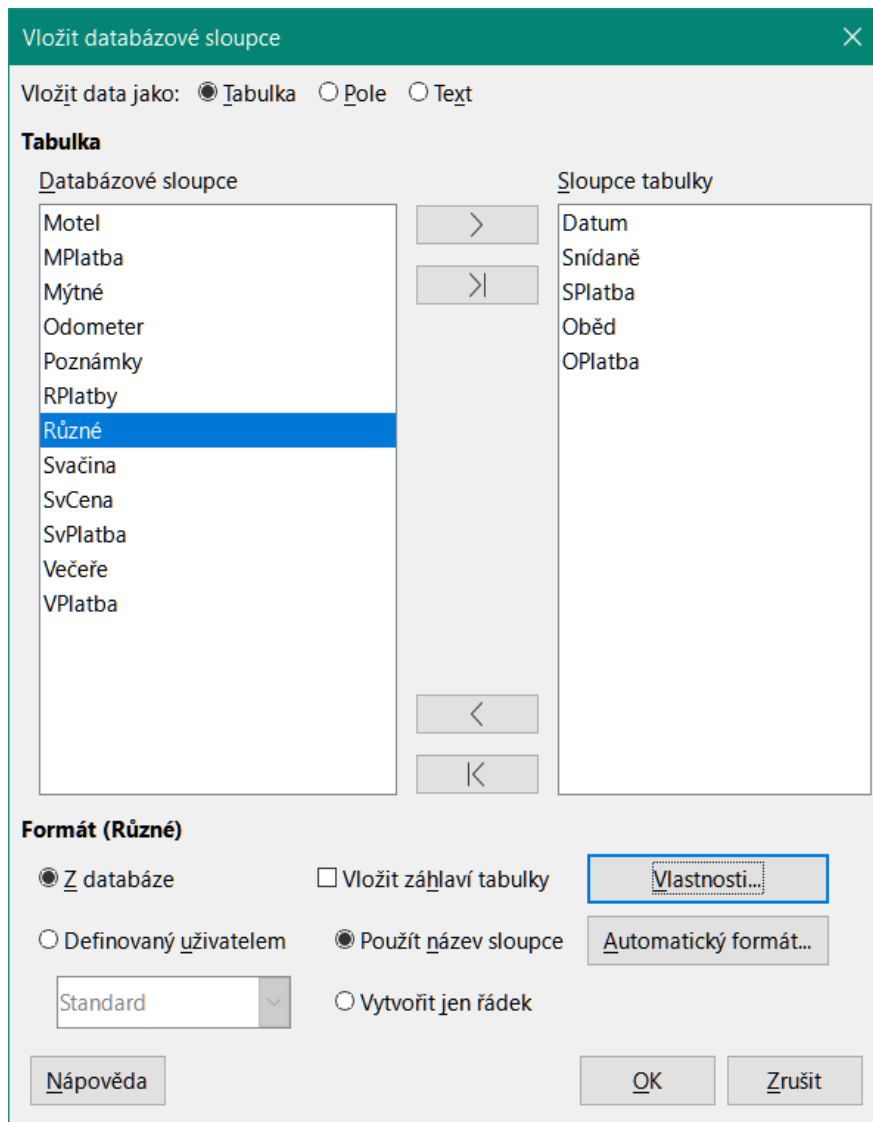 Vložit databázové sloupce
Vložit data jako: Tabulka Pole Text
Tabulka
Databázové sloupce
Motel
MPlatba
Mýtné
Odometer
Poznámky
RPlatby
Různé
Svačina
SvCena
SvPlatba
Večeře
VPlatba
Sloupce tabulky
Datum
Snídaně
SPlatba
Oběd
OPlatba
Formát (Různé)
Z databáze
Vložit záhlaví tabulky
Vlastnosti...
Definovaný uživatelem
Použít název sloupce
Automatický formát...
Standard
Vytvořit jen řádek
Nápověda
OK
Zrušit